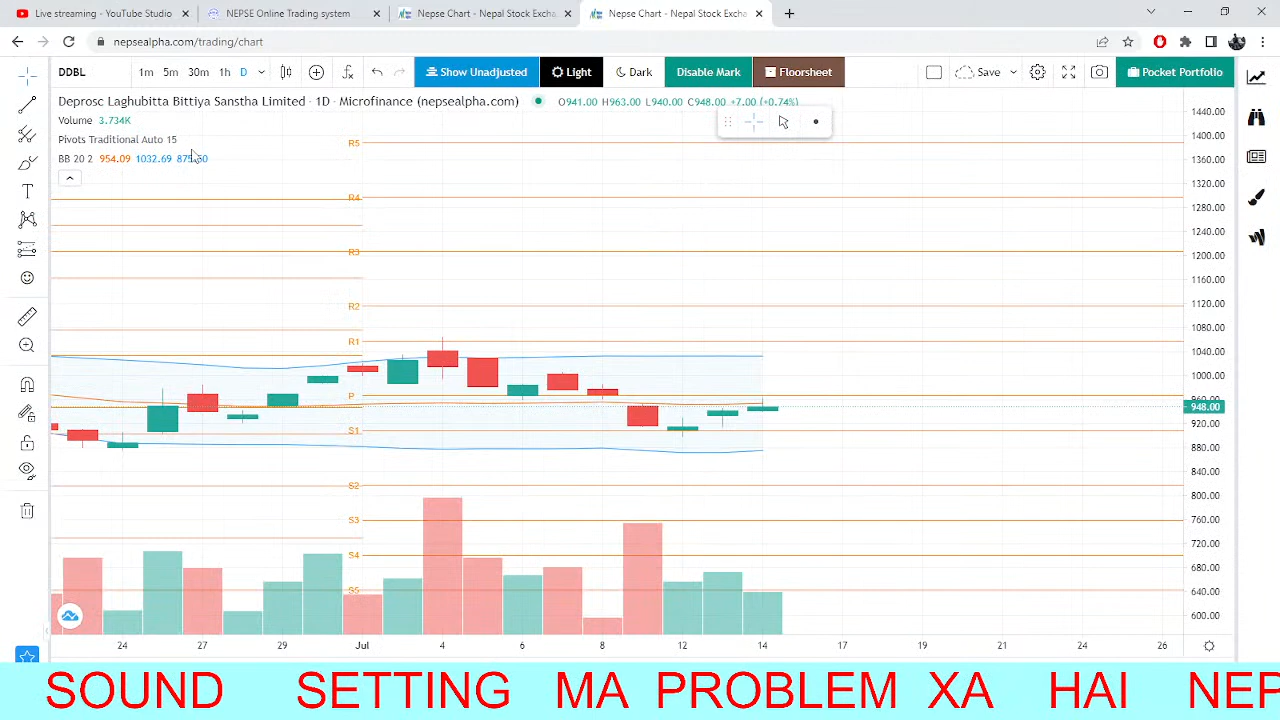 Live streaming - YouTube Studio
NEPSE Online Trading system
Nepse Chart - Nepal Stock Excha
Nepse Chart - Nepal Stock Excha
nepsealpha.com/trading/chart
DDBL 1m 5m 30m 1h D Show Unadjusted Light Dark Disable Mark Floorsheet Save Pocket Portfolio
Deprosc Laghubitta Bittiya Sanstha Limited · 1D · Microfinance (nepsealpha.com) O941.00 H963.00 L940.00 C948.00 +7.00 (+0.74%)
Volume 3.734K
Pivots Traditional Auto 15
BB 20 2 954.09 1032.69
R5
R4
R3
R2
R1
P
S1
S2
S3
S4
S5
1440.00
1400.00
1360.00
1320.00
1280.00
1240.00
1200.00
1160.00
1120.00
1080.00
1040.00
1000.00
960.00
948.00
920.00
880.00
840.00
800.00
760.00
720.00
680.00
640.00
600.00
24 27 29 Jul 4 6 8 12 14 17 19 22 24 26
SOUND SETTING MA PROBLEM XA HAI NEP